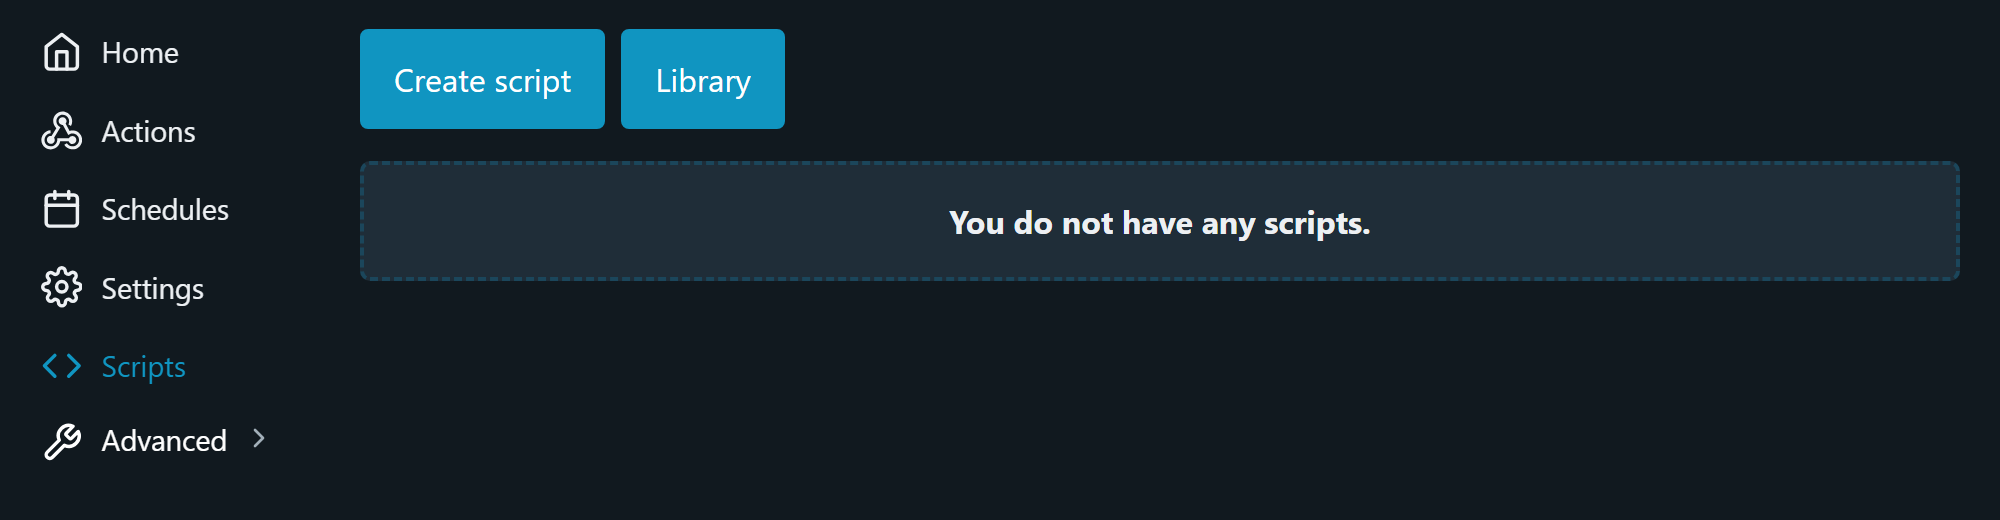 Home
Actions
Schedules
Settings
Scripts
Advanced
Create script
Library
You do not have any scripts.